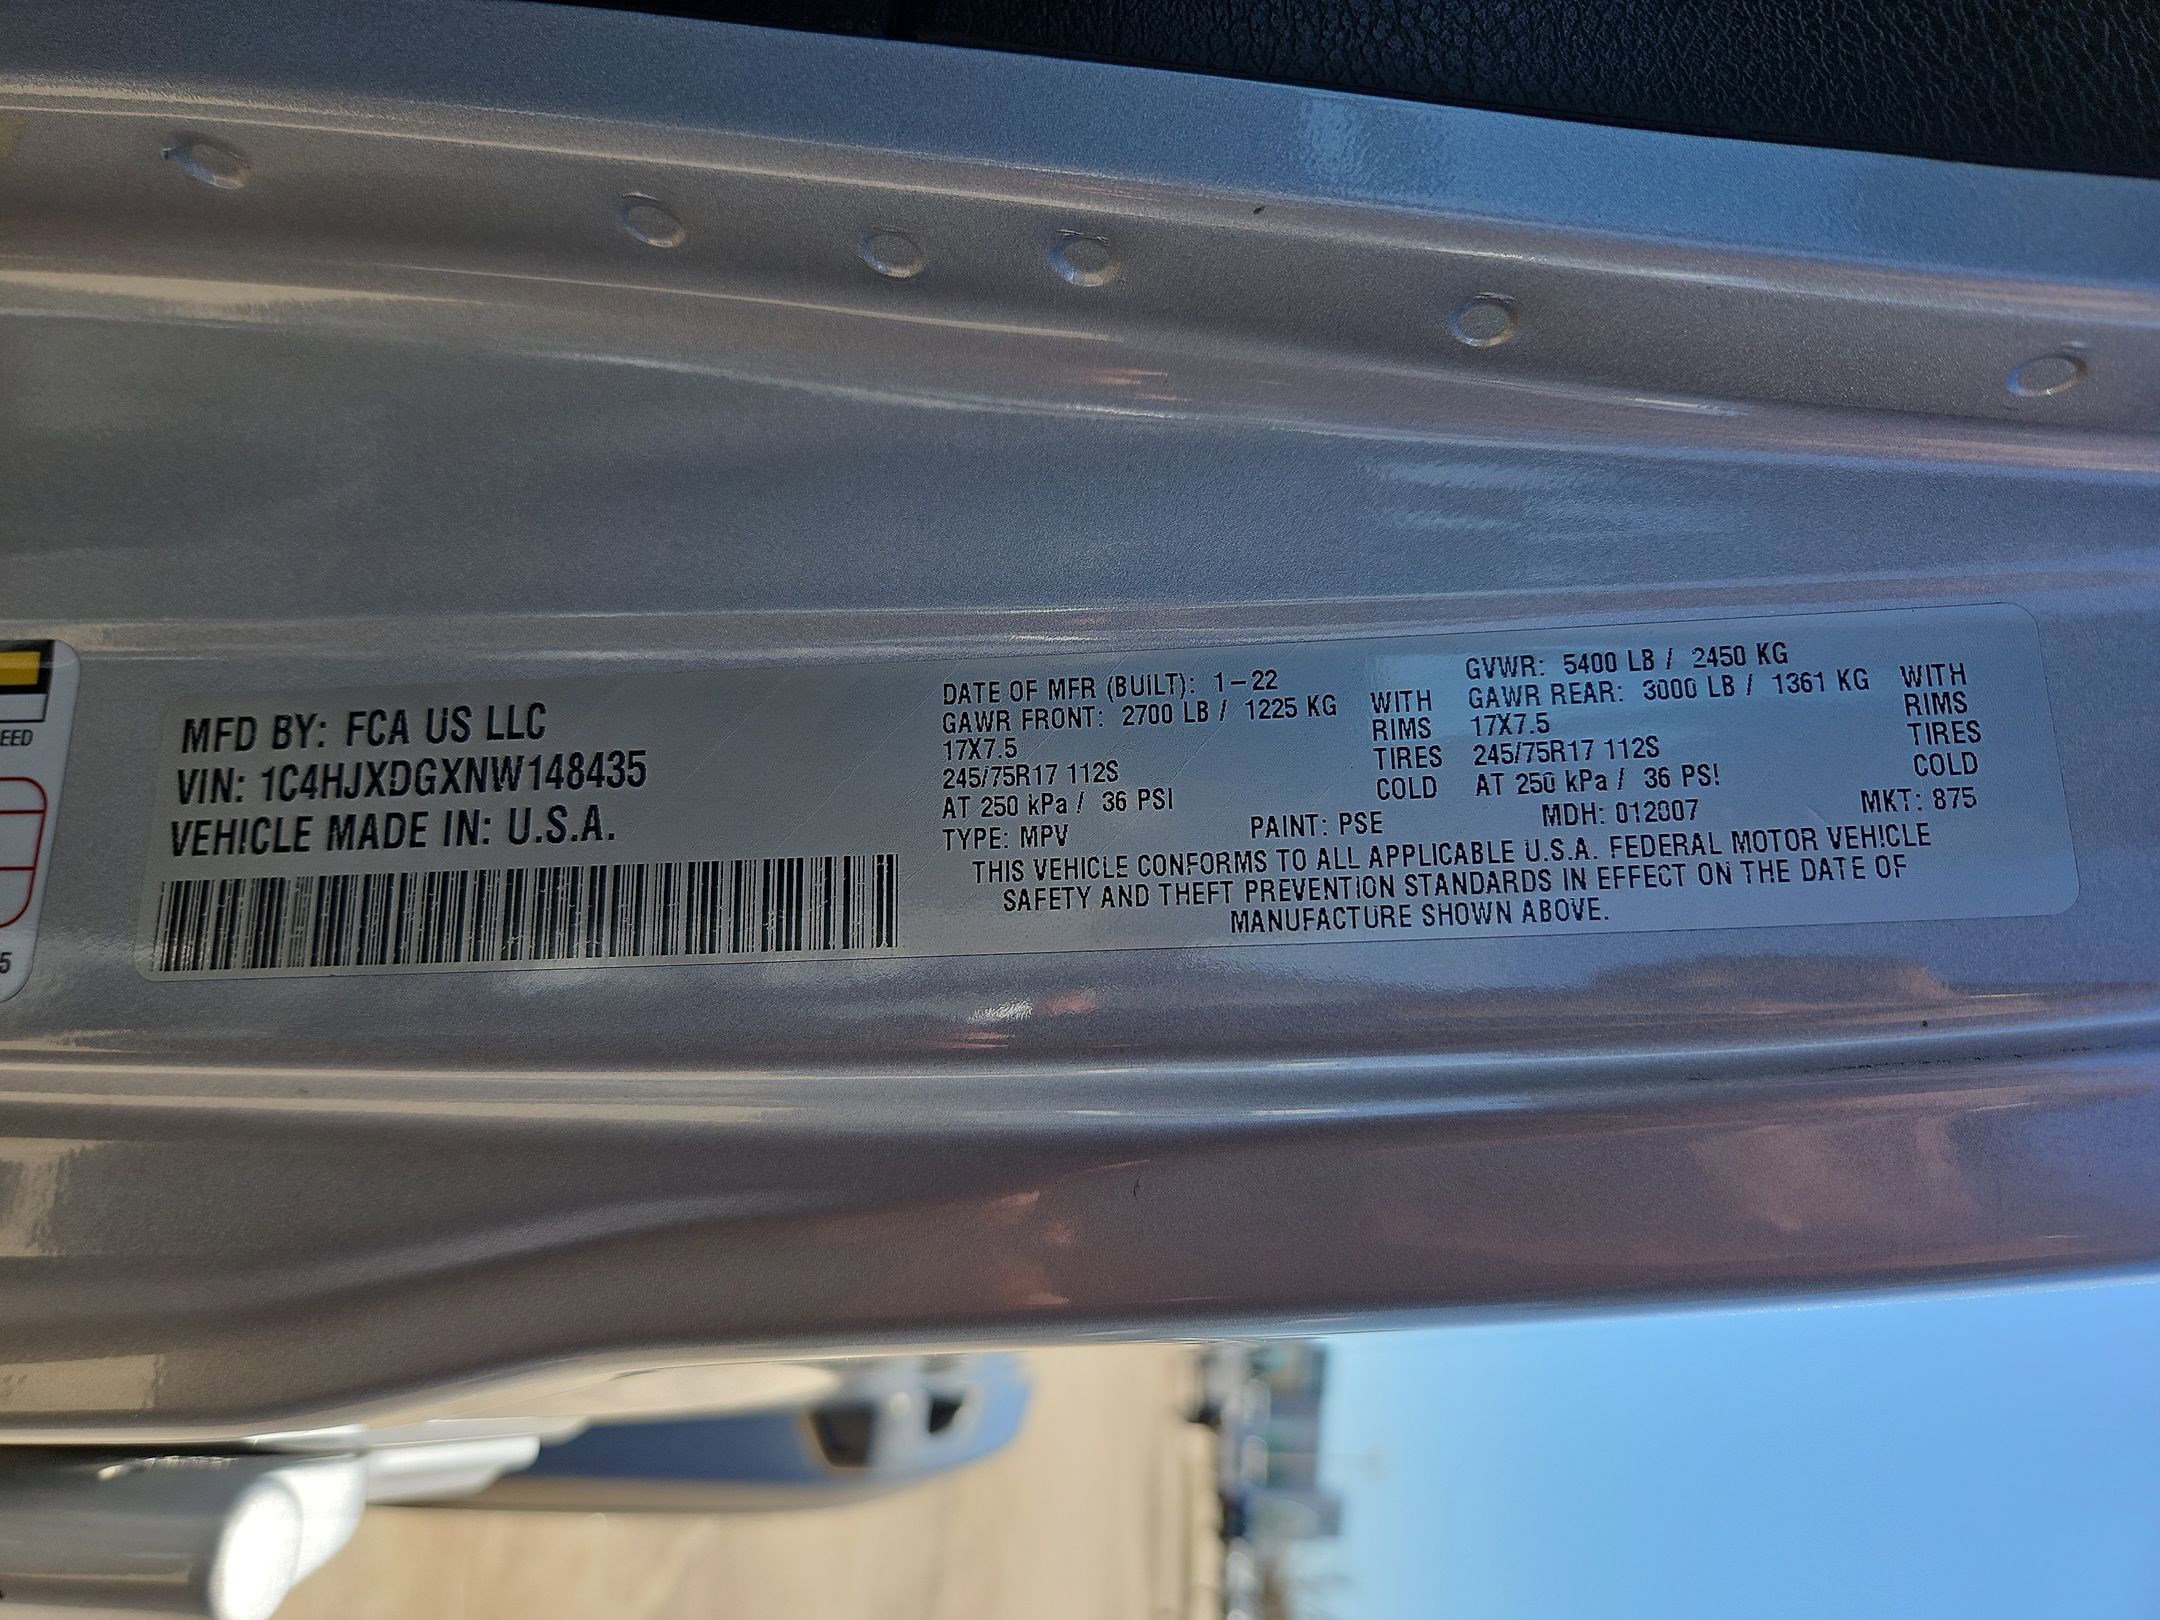 EED
5
MFD BY: FCA US LLC
VIN: 1C4HJXDGXNW148435
VEHICLE MADE IN: U.S.A.
DATE OF MFR (BUILT): 1-22 GVWR: 5400 LB / 2450 KG
GAWR FRONT: 2700 LB / 1225 KG WITH GAWR REAR: 3000 LB / 1361 KG WITH
17X7.5 RIMS 17X7.5 RIMS
245/75R17 112S TIRES 245/75R17 112S TIRES
AT 250 kPa / 36 PSI COLD AT 250 kPa / 36 PSI COLD
TYPE: MPV PAINT: PSE MDH: 012007 MKT: 875
THIS VEHICLE CONFORMS TO ALL APPLICABLE U.S.A. FEDERAL MOTOR VEHICLE
SAFETY AND THEFT PREVENTION STANDARDS IN EFFECT ON THE DATE OF
MANUFACTURE SHOWN ABOVE.